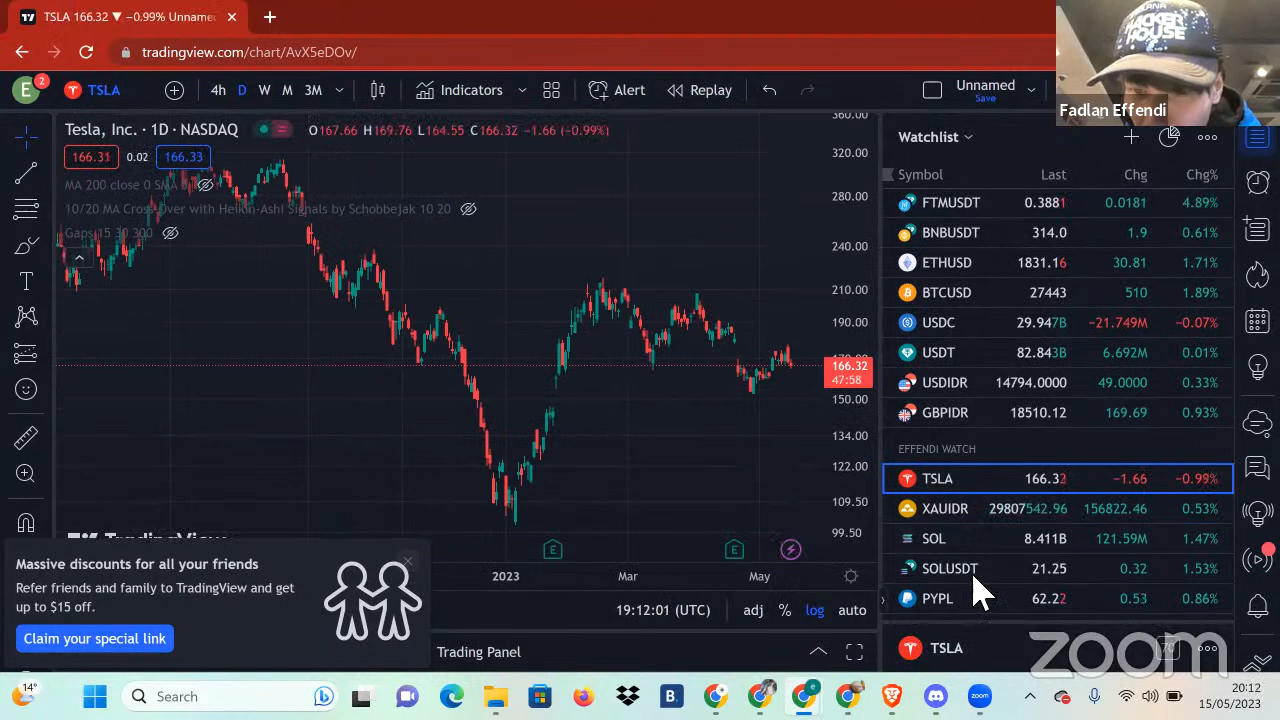 TSLA 166.32 ▼ −0.99% Unname
tradingview.com/chart/AvX5eDOv/
HACKER
HOUSE
Fadlan Effendi
E 2 TSLA 4h D W M 3M Indicators Alert Replay Unnamed
Save
Tesla, Inc. · 1D · NASDAQ O167.66 H169.76 L164.55 C166.32 −1.66 (−0.99%)
166.31 0.02 166.33
MA 200 close 0 SMA 5
10/20 MA Cross-Over with Heikin-Ashi Signals by Schobbejak 10 20
Gaps 15 30 300
360.00
320.00
280.00
240.00
210.00
190.00
166.32
47:58
150.00
134.00
122.00
109.50
99.50
TradingView
E E
2023 Mar May
19:12:01 (UTC) adj % log auto
Trading Panel
Massive discounts for all your friends
Refer friends and family to TradingView and get
up to $15 off.
Claim your special link
Watchlist
Symbol Last Chg Chg%
FTMUSDT 0.3881 0.0181 4.89%
BNBUSDT 314.0 1.9 0.61%
ETHUSD 1831.16 30.81 1.71%
BTCUSD 27443 510 1.89%
USDC 29.947B −21.749M −0.07%
USDT 82.843B 6.692M 0.01%
USDIDR 14794.0000 49.0000 0.33%
GBPIDR 18510.12 169.69 0.93%
EFFENDI WATCH
TSLA 166.32 −1.66 −0.99%
XAUIDR 29807542.96 156822.46 0.53%
SOL 8.411B 121.59M 1.47%
SOLUSDT 21.25 0.32 1.53%
PYPL 62.22 0.53 0.86%
TSLA
zoom
14°
Search
B
zoom
20:12
15/05/2023